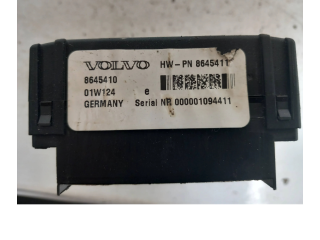 VOLVO HW-PN 8645411
8645410
01W124 e
GERMANY Serial NR 000001094411